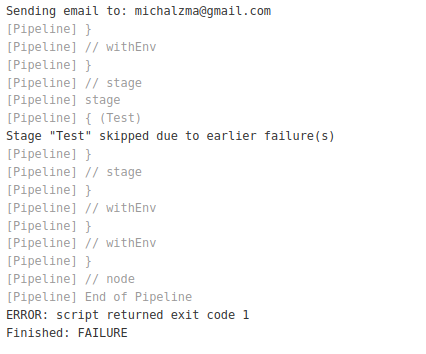 Sending email to: michalzma@gmail.com
[Pipeline] }
[Pipeline] // withEnv
[Pipeline] }
[Pipeline] // stage
[Pipeline] stage
[Pipeline] { (Test)
Stage "Test" skipped due to earlier failure(s)
[Pipeline] }
[Pipeline] // stage
[Pipeline] }
[Pipeline] // withEnv
[Pipeline] }
[Pipeline] // withEnv
[Pipeline] }
[Pipeline] // node
[Pipeline] End of Pipeline
ERROR: script returned exit code 1
Finished: FAILURE